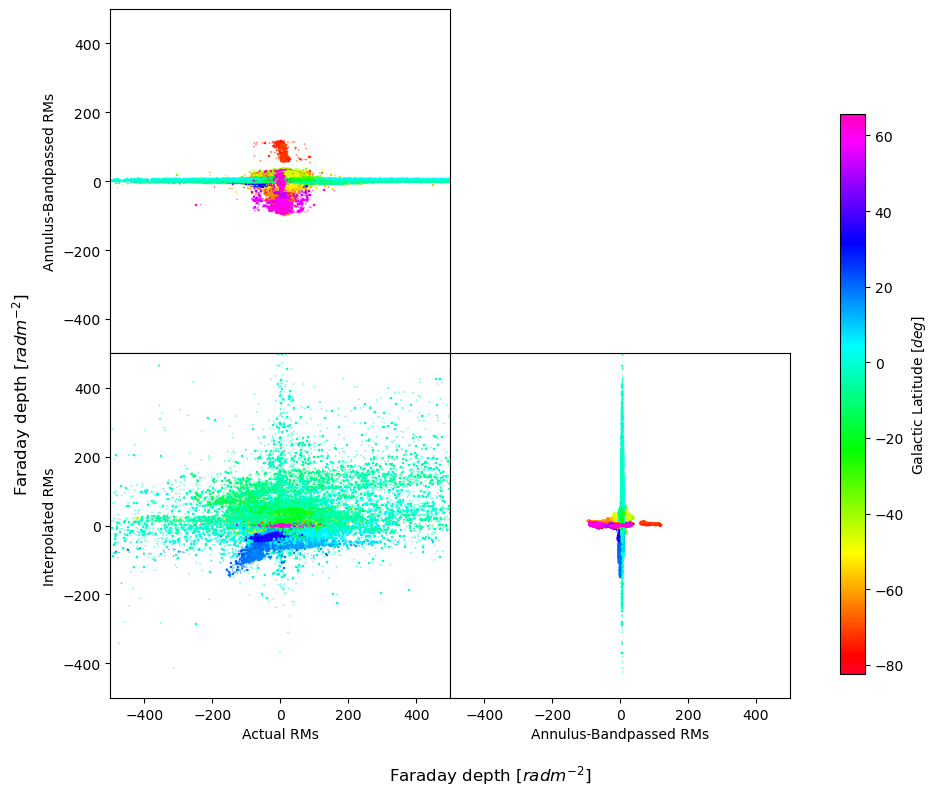 400
200
0
−200
−400
Annulus-Bandpassed RMs
400
200
0
−200
−400
Interpolated RMs
Faraday depth [radm⁻²]
−400 −200 0 200 400
Actual RMs
−400 −200 0 200 400
Annulus-Bandpassed RMs
Faraday depth [radm⁻²]
60
40
20
0
−20
−40
−60
−80
Galactic Latitude [deg]